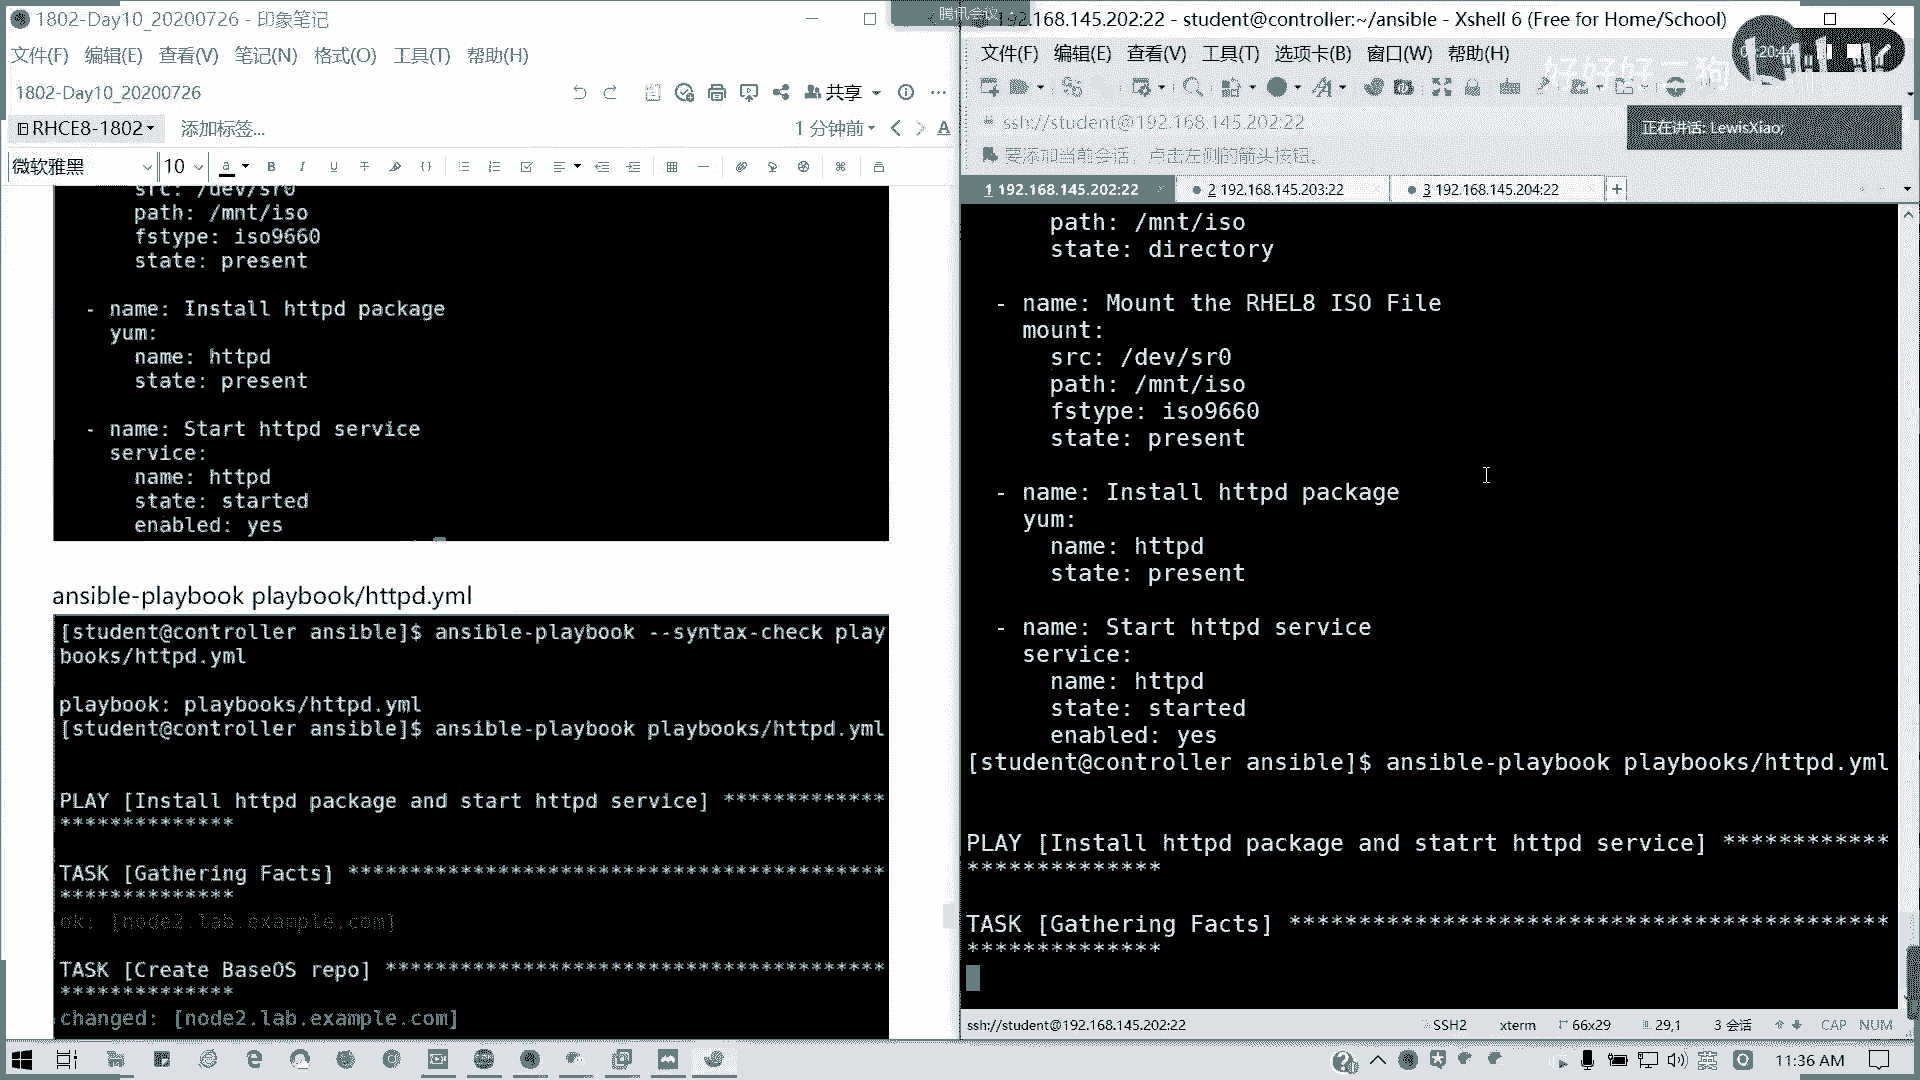 1802-Day10_20200726 - 印象笔记
文件(F) 编辑(E) 查看(V) 笔记(N) 格式(O) 工具(T) 帮助(H)
1802-Day10_20200726
共享
RHCE8-1802
添加标签...
1 分钟前
微软雅黑
10
src: /dev/sr0
path: /mnt/iso
fstype: iso9660
state: present
- name: Install httpd package
yum:
name: httpd
state: present
- name: Start httpd service
service:
name: httpd
state: started
enabled: yes
ansible-playbook playbook/httpd.yml
[student@controller ansible]$ ansible-playbook --syntax-check play
books/httpd.yml
playbook: playbooks/httpd.yml
[student@controller ansible]$ ansible-playbook playbooks/httpd.yml
PLAY [Install httpd package and start httpd service] *************
**************
TASK [Gathering Facts] *******************************************
**************
ok: [node2.lab.example.com]
TASK [Create BaseOS repo] ****************************************
**************
changed: [node2.lab.example.com]
腾讯会议
192.168.145.202:22 - student@controller:~/ansible - Xshell 6 (Free for Home/School)
文件(F) 编辑(E) 查看(V) 工具(T) 选项卡(B) 窗口(W) 帮助(H)
好好好二狗
ssh://student@192.168.145.202:22
正在讲话: LewisXiao;
要添加当前会话，点击左侧的箭头按钮。
1 192.168.145.202:22
2 192.168.145.203:22
3 192.168.145.204:22
path: /mnt/iso
state: directory
- name: Mount the RHEL8 ISO File
mount:
src: /dev/sr0
path: /mnt/iso
fstype: iso9660
state: present
- name: Install httpd package
yum:
name: httpd
state: present
- name: Start httpd service
service:
name: httpd
state: started
enabled: yes
[student@controller ansible]$ ansible-playbook playbooks/httpd.yml
PLAY [Install httpd package and statrt httpd service] ************
**************
TASK [Gathering Facts] *******************************************
**************
ssh://student@192.168.145.202:22
SSH2
xterm
66x29
29,1
3 会话
CAP NUM
英
11:36 AM